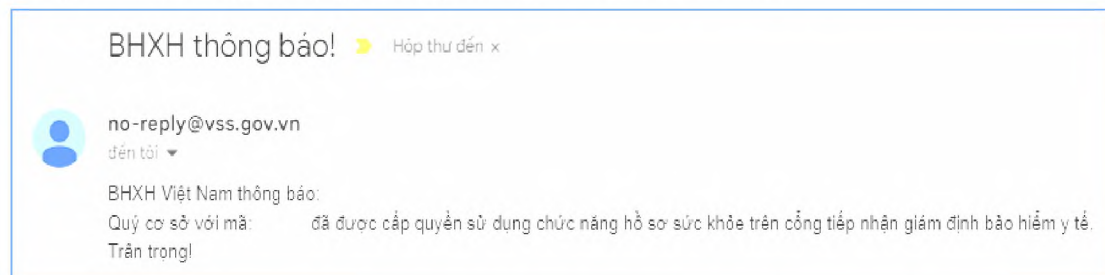 BHXH thông báo!
Hộp thư đến ×
no-reply@vss.gov.vn
đến tôi
BHXH Việt Nam thông báo:
Quý cơ sở với mã: đã được cấp quyền sử dụng chức năng hồ sơ sức khỏe trên cổng tiếp nhận giám định bảo hiểm y tế.
Trân trọng!